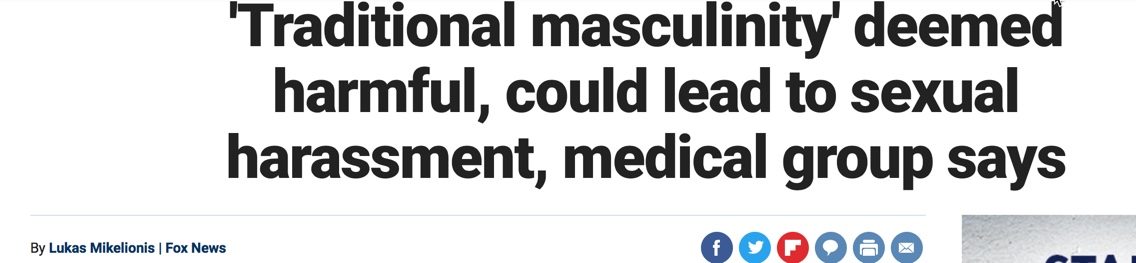 'Traditional masculinity' deemed
harmful, could lead to sexual
harassment, medical group says
By Lukas Mikelionis | Fox News